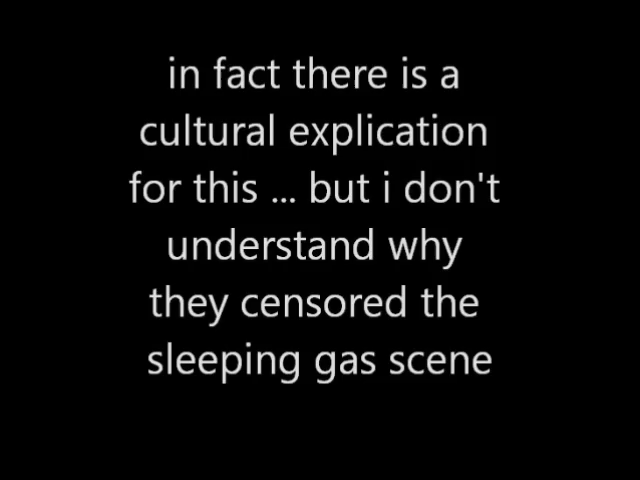 in fact there is a
cultural explication
for this ... but i don't
understand why
they censored the
sleeping gas scene